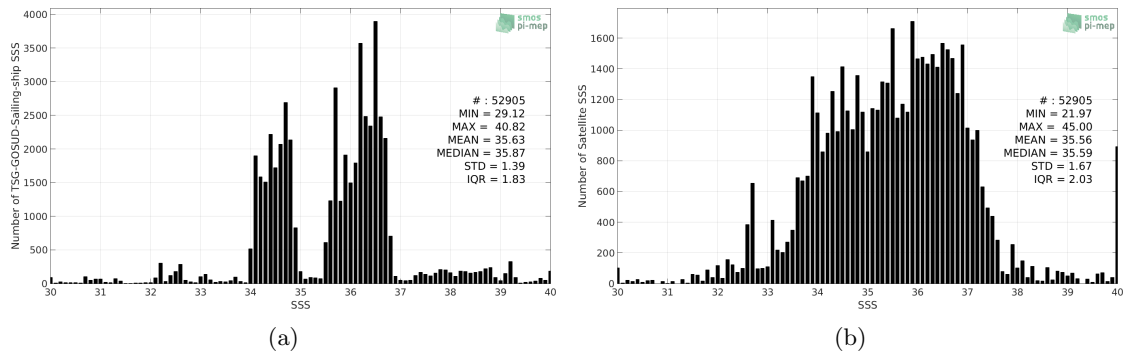 smos
pi-mep
Number of TSG-GOSUD-Sailing-ship SSS
4000
3500
3000
2500
2000
1500
1000
500
0
# : 52905
MIN = 29.12
MAX = 40.82
MEAN = 35.63
MEDIAN = 35.87
STD = 1.39
IQR = 1.83
30 31 32 33 34 35 36 37 38 39 40
SSS
(a)
smos
pi-mep
Number of Satellite SSS
1600
1400
1200
1000
800
600
400
200
0
# : 52905
MIN = 21.97
MAX = 45.00
MEAN = 35.56
MEDIAN = 35.59
STD = 1.67
IQR = 2.03
30 31 32 33 34 35 36 37 38 39 40
SSS
(b)